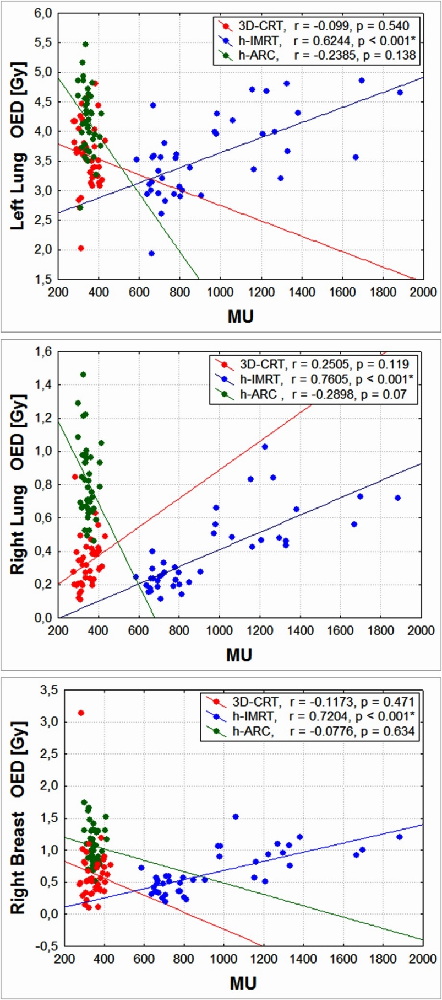 6,0
5,5
5,0
4,5
4,0
3,5
3,0
2,5
2,0
1,5
Left Lung OED [Gy]
3D-CRT, r = -0.099, p = 0.540
h-IMRT, r = 0.6244, p < 0.001*
h-ARC, r = -0.2385, p = 0.138
200 400 600 800 1000 1200 1400 1600 1800 2000
MU
1,6
1,4
1,2
1,0
0,8
0,6
0,4
0,2
0,0
Right Lung OED [Gy]
3D-CRT, r = 0.2505, p = 0.119
h-IMRT, r = 0.7605, p < 0.001*
h-ARC , r = -0.2898, p = 0.07
200 400 600 800 1000 1200 1400 1600 1800 2000
MU
3,5
3,0
2,5
2,0
1,5
1,0
0,5
0,0
-0,5
Right Breast OED [Gy]
3D-CRT, r = -0.1173, p = 0.471
h-IMRT, r = 0.7204, p < 0.001*
h-ARC, r = -0.0776, p = 0.634
200 400 600 800 1000 1200 1400 1600 1800 2000
MU